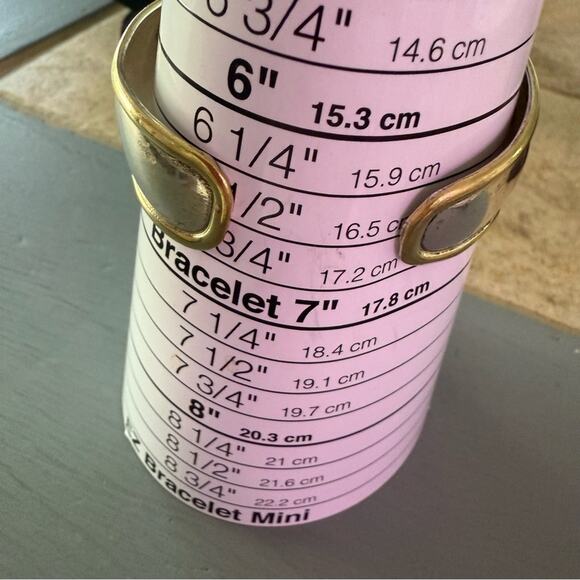 3/4" 14.6 cm
6" 15.3 cm
6 1/4" 15.9 cm
1/2" 16.5 c
3/4" 17.2 cm
Bracelet 7" 17.8 cm
7 1/4" 18.4 cm
7 1/2" 19.1 cm
7 3/4" 19.7 cm
8" 20.3 cm
8 1/4" 21 cm
8 1/2" 21.6 cm
8 3/4" 22.2 cm
EZ Bracelet Mini